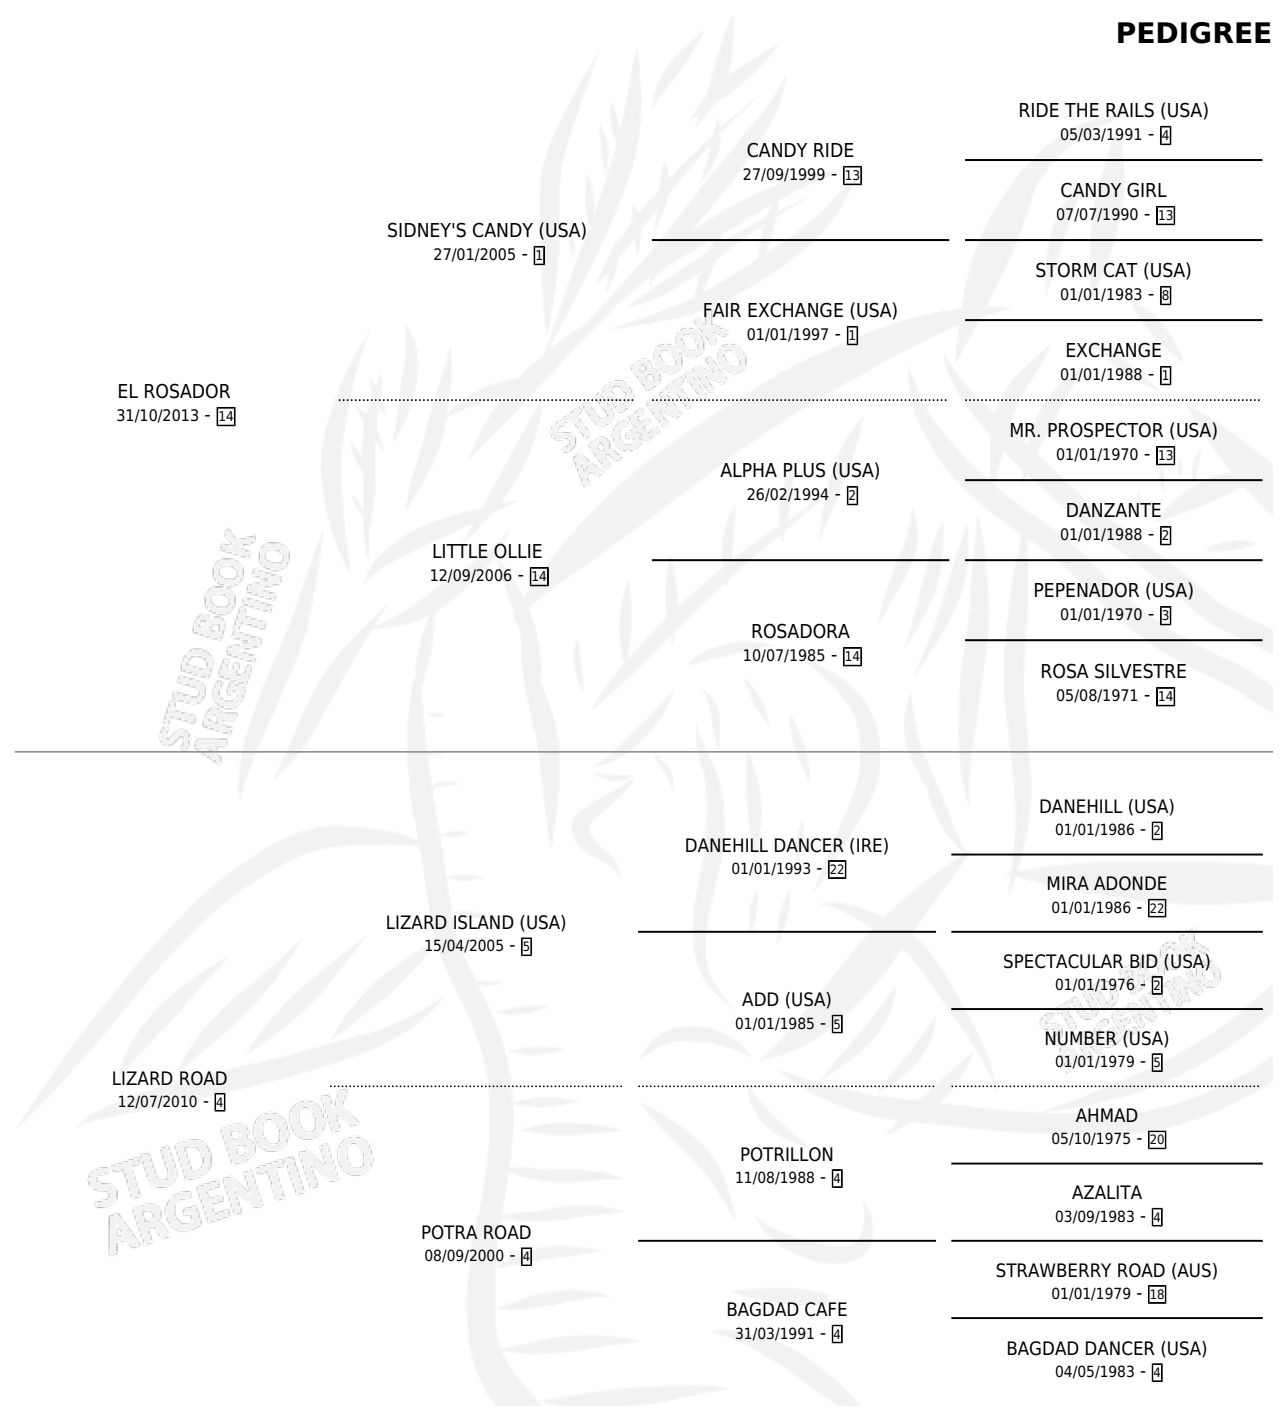 PEDIGREE
RIDE THE RAILS (USA)
05/03/1991 - 4
CANDY RIDE
27/09/1999 - 13
CANDY GIRL
07/07/1990 - 13
SIDNEY'S CANDY (USA)
27/01/2005 - 1
STORM CAT (USA)
01/01/1983 - 8
FAIR EXCHANGE (USA)
01/01/1997 - 1
EXCHANGE
01/01/1988 - 1
EL ROSADOR
31/10/2013 - 14
MR. PROSPECTOR (USA)
01/01/1970 - 13
ALPHA PLUS (USA)
26/02/1994 - 2
DANZANTE
01/01/1988 - 2
LITTLE OLLIE
12/09/2006 - 14
PEPENADOR (USA)
01/01/1970 - 3
ROSADORA
10/07/1985 - 14
ROSA SILVESTRE
05/08/1971 - 14
DANEHILL (USA)
01/01/1986 - 2
DANEHILL DANCER (IRE)
01/01/1993 - 22
MIRA ADONDE
01/01/1986 - 22
LIZARD ISLAND (USA)
15/04/2005 - 5
SPECTACULAR BID (USA)
01/01/1976 - 2
ADD (USA)
01/01/1985 - 5
NUMBER (USA)
01/01/1979 - 5
LIZARD ROAD
12/07/2010 - 4
AHMAD
05/10/1975 - 20
POTRILLON
11/08/1988 - 4
AZALITA
03/09/1983 - 4
POTRA ROAD
08/09/2000 - 4
STRAWBERRY ROAD (AUS)
01/01/1979 - 18
BAGDAD CAFE
31/03/1991 - 4
BAGDAD DANCER (USA)
04/05/1983 - 4
STUD BOOK
ARGENTINO
STUD BOOK
ARGENTINO
STUD BOOK
ARGENTINO
STUD BOOK
ARGENTINO